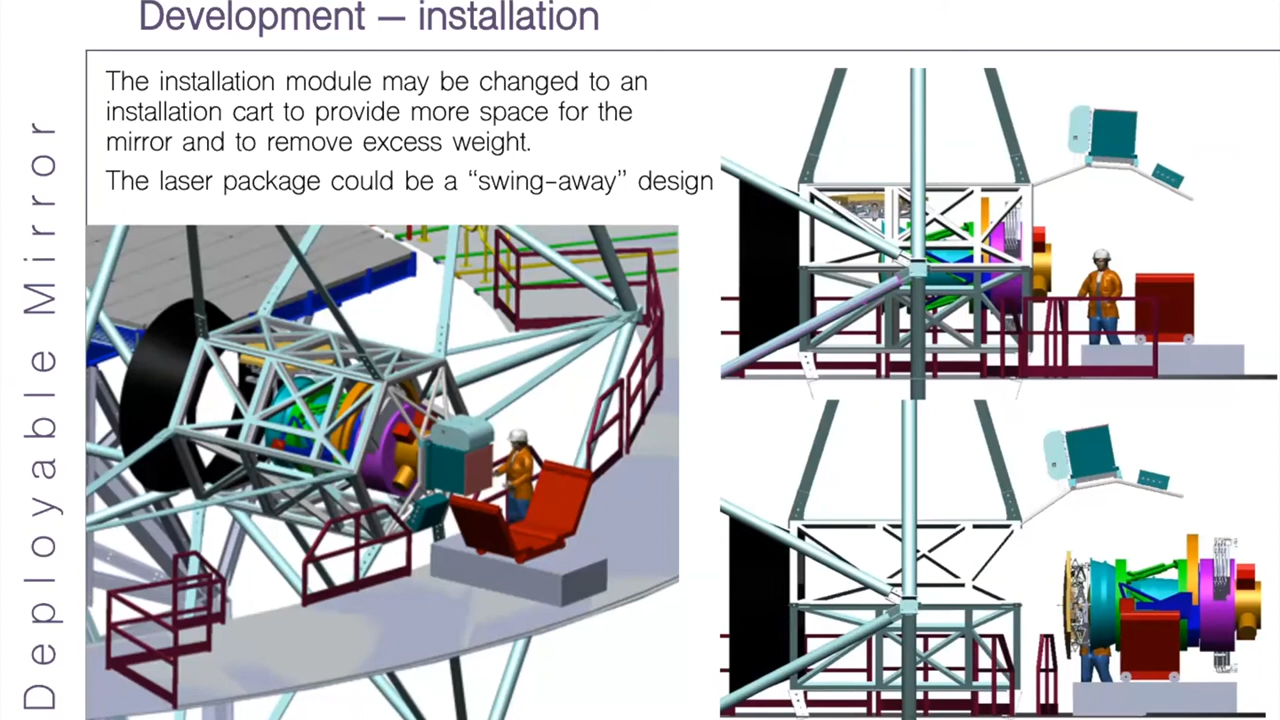 Development – installation
Deployable Mirror
The installation module may be changed to an
installation cart to provide more space for the
mirror and to remove excess weight.
The laser package could be a “swing-away” design